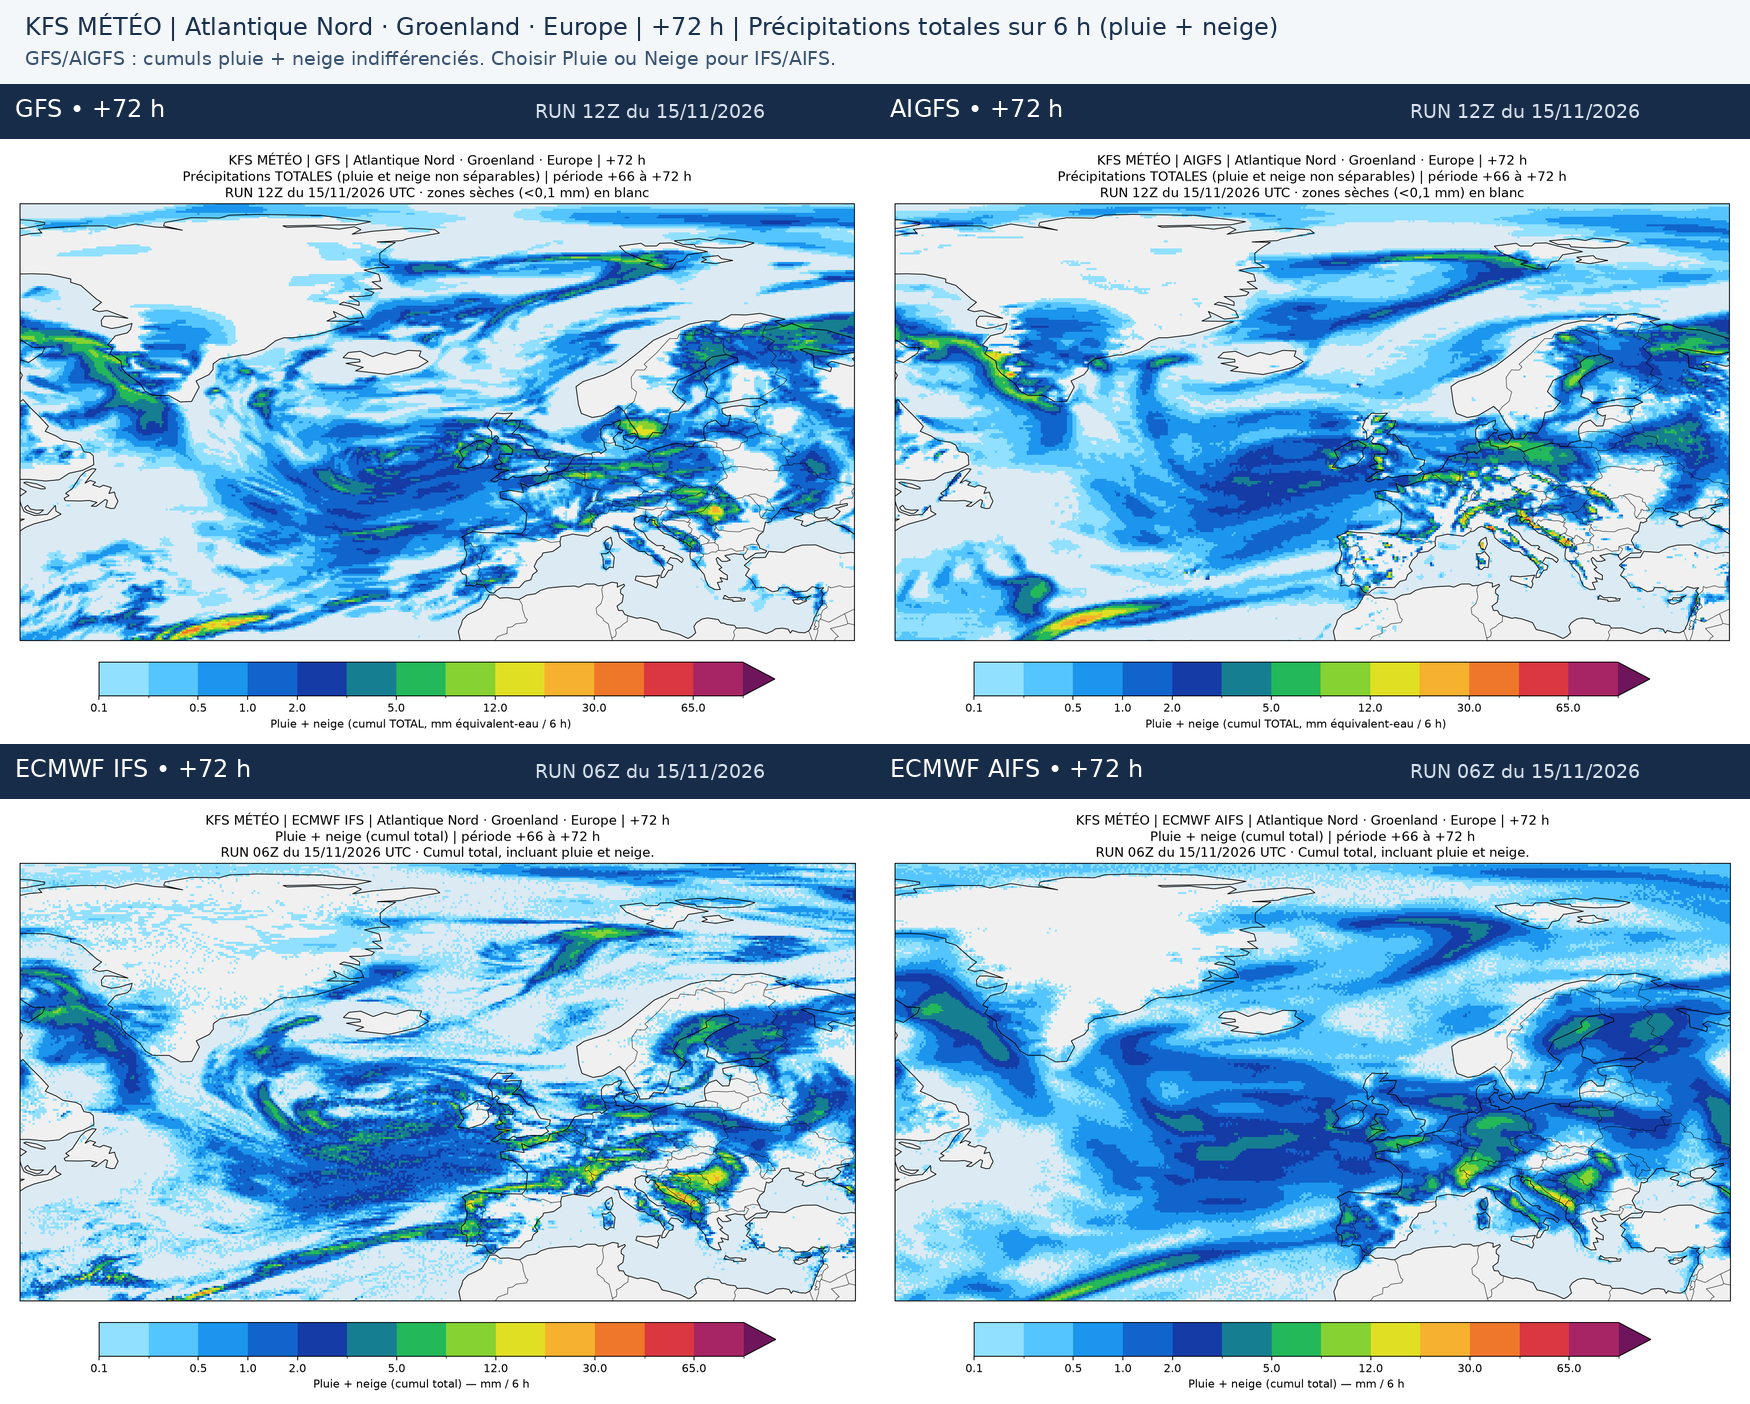 KFS MÉTÉO | Atlantique Nord · Groenland · Europe | +72 h | Précipitations totales sur 6 h (pluie + neige)
GFS/AIGFS : cumuls pluie + neige indifférenciés. Choisir Pluie ou Neige pour IFS/AIFS.
GFS • +72 h RUN 12Z du 15/11/2026
AIGFS • +72 h RUN 12Z du 15/11/2026
KFS MÉTÉO | GFS | Atlantique Nord · Groenland · Europe | +72 h
Précipitations TOTALES (pluie et neige non séparables) | période +66 à +72 h
RUN 12Z du 15/11/2026 UTC · zones sèches (<0,1 mm) en blanc
KFS MÉTÉO | AIGFS | Atlantique Nord · Groenland · Europe | +72 h
Précipitations TOTALES (pluie et neige non séparables) | période +66 à +72 h
RUN 12Z du 15/11/2026 UTC · zones sèches (<0,1 mm) en blanc
0.1 0.5 1.0 2.0 5.0 12.0 30.0 65.0
Pluie + neige (cumul TOTAL, mm équivalent-eau / 6 h)
0.1 0.5 1.0 2.0 5.0 12.0 30.0 65.0
Pluie + neige (cumul TOTAL, mm équivalent-eau / 6 h)
ECMWF IFS • +72 h RUN 06Z du 15/11/2026
ECMWF AIFS • +72 h RUN 06Z du 15/11/2026
KFS MÉTÉO | ECMWF IFS | Atlantique Nord · Groenland · Europe | +72 h
Pluie + neige (cumul total) | période +66 à +72 h
RUN 06Z du 15/11/2026 UTC · Cumul total, incluant pluie et neige.
KFS MÉTÉO | ECMWF AIFS | Atlantique Nord · Groenland · Europe | +72 h
Pluie + neige (cumul total) | période +66 à +72 h
RUN 06Z du 15/11/2026 UTC · Cumul total, incluant pluie et neige.
0.1 0.5 1.0 2.0 5.0 12.0 30.0 65.0
Pluie + neige (cumul total) — mm / 6 h
0.1 0.5 1.0 2.0 5.0 12.0 30.0 65.0
Pluie + neige (cumul total) — mm / 6 h